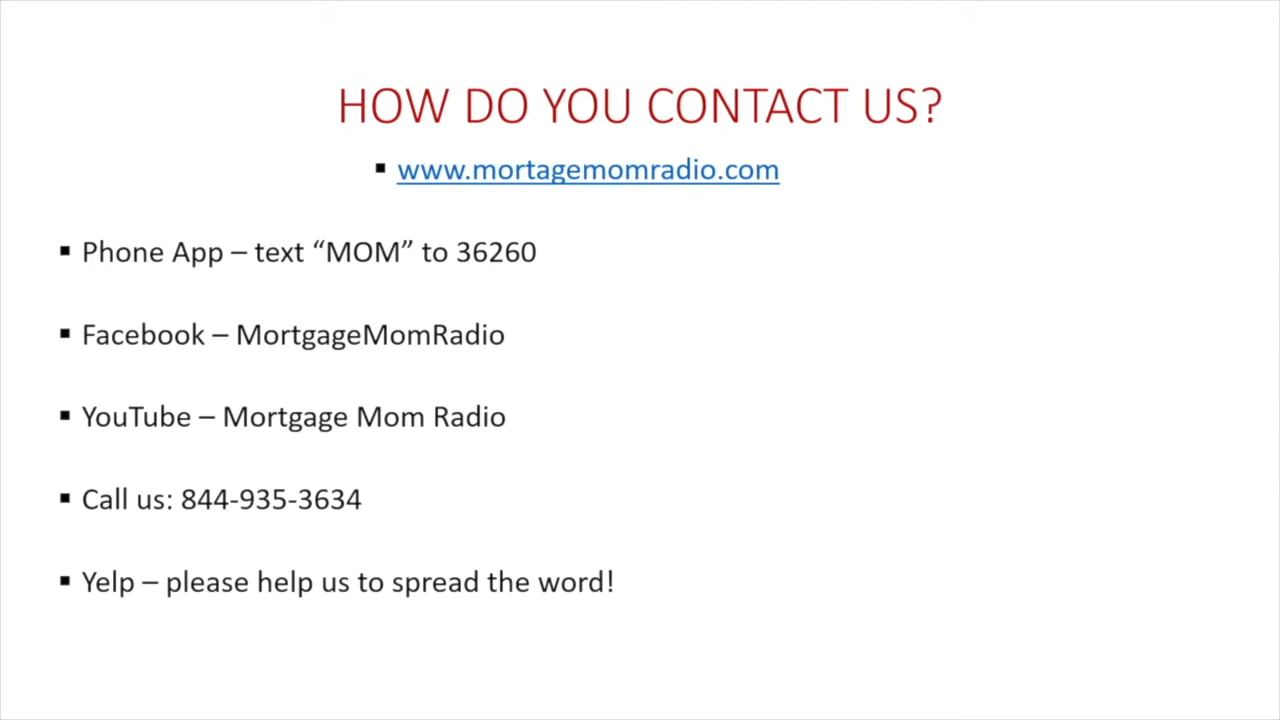 HOW DO YOU CONTACT US?
▪ www.mortagemomradio.com
▪ Phone App – text “MOM” to 36260
▪ Facebook – MortgageMomRadio
▪ YouTube – Mortgage Mom Radio
▪ Call us: 844-935-3634
▪ Yelp – please help us to spread the word!